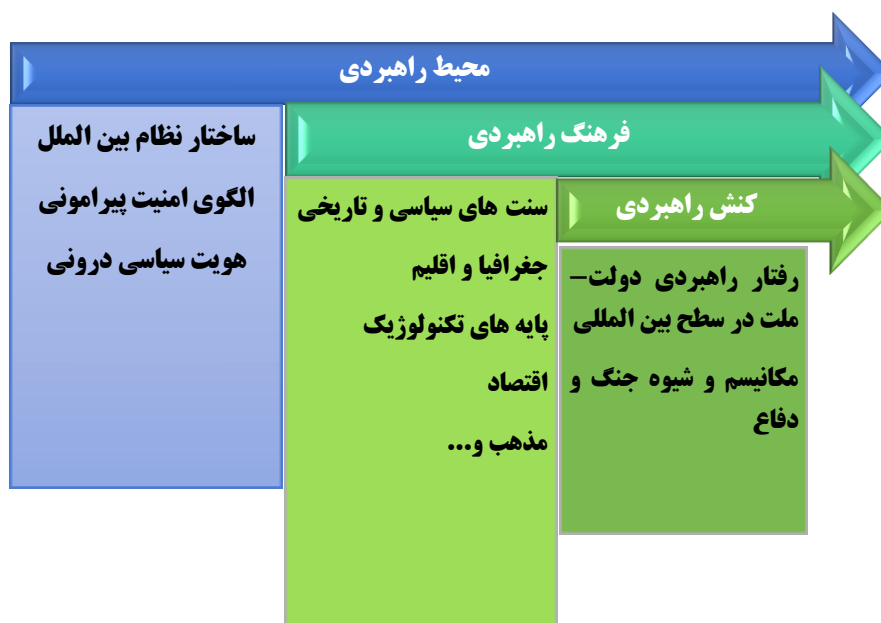 محیط راهبردی
ساختار نظام بین الملل
الگوی امنیت پیرامونی
هویت سیاسی درونی
فرهنگ راهبردی
سنت های سیاسی و تاریخی
جغرافیا و اقلیم
پایه های تکنولوژیک
اقتصاد
مذهب و...
کنش راهبردی
رفتار راهبردی دولت–
ملت در سطح بین المللی
مکانیسم و شیوه جنگ و
دفاع